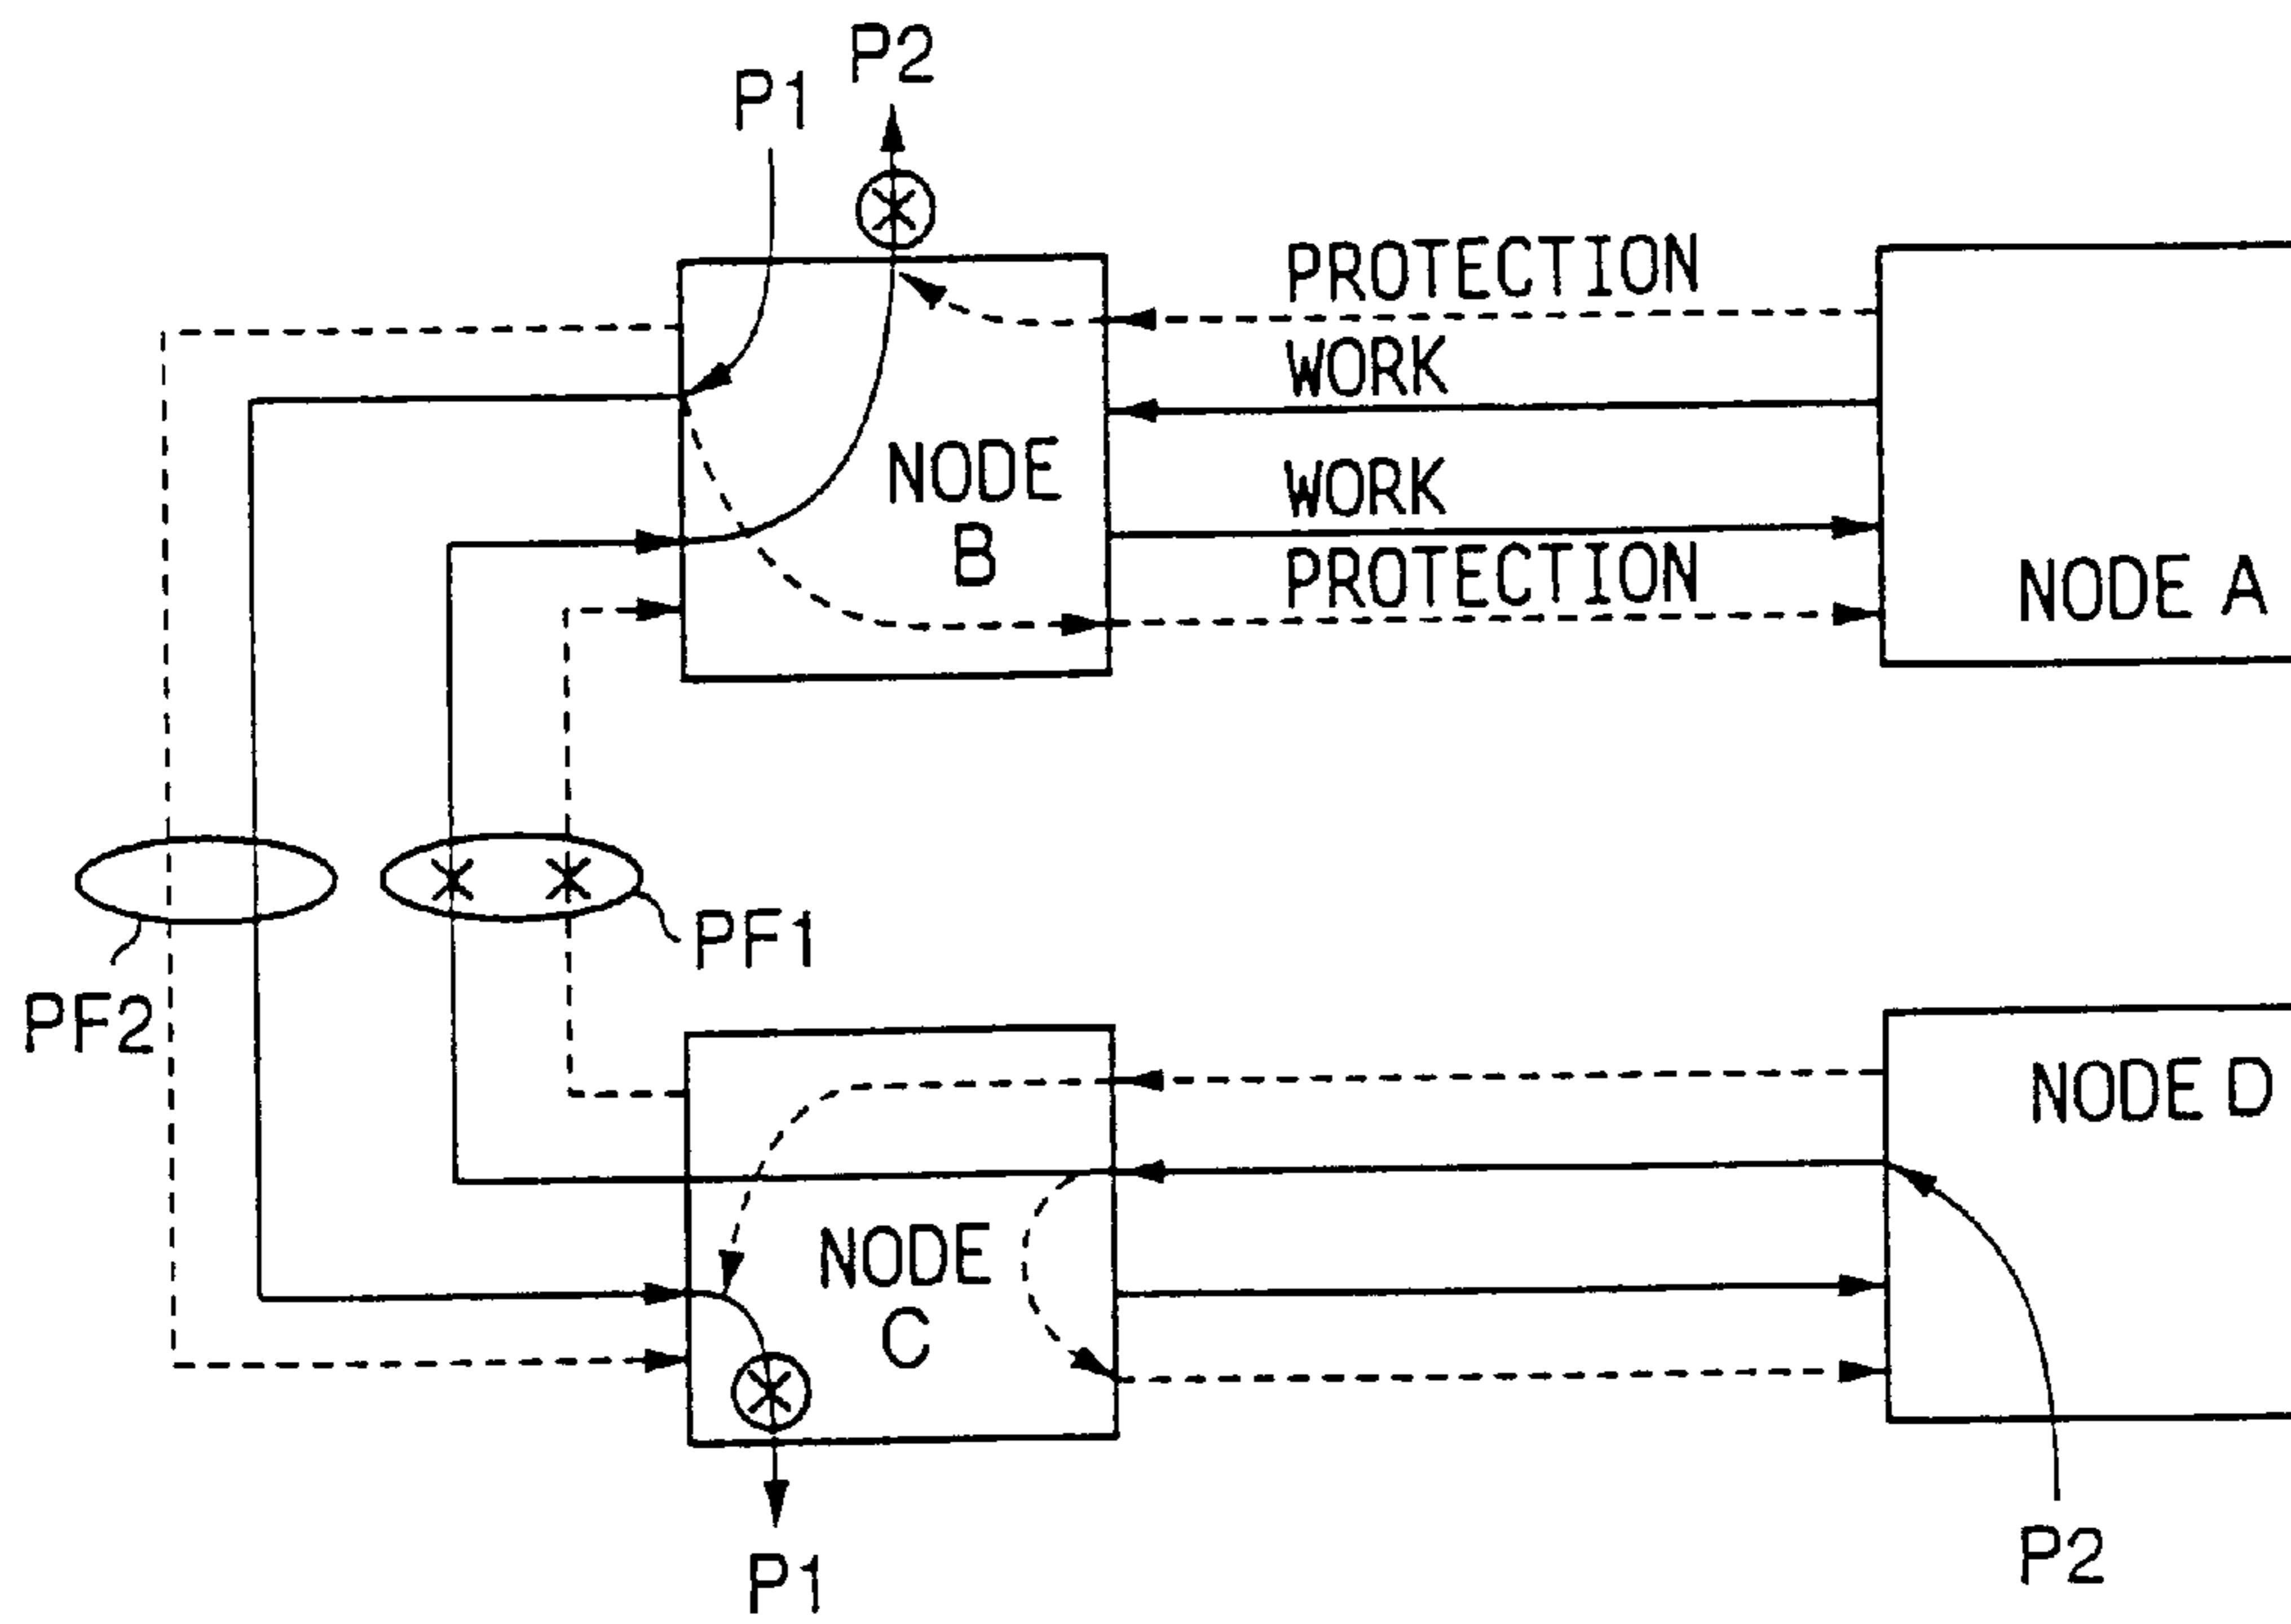 P2
P1
PROTECTION
WORK
NODE
B
WORK
PROTECTION
NODE A
PF1
PF2
NODE D
NODE
C
P1
P2